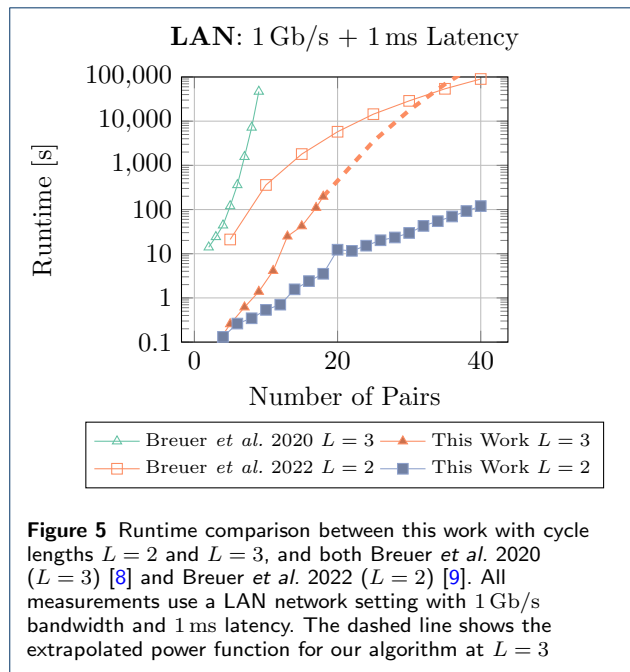 LAN: 1 Gb/s + 1 ms Latency
100,000
10,000
1,000
100
10
1
0.1
Runtime [s]
0 20 40
Number of Pairs
Breuer et al. 2020 L = 3 This Work L = 3
Breuer et al. 2022 L = 2 This Work L = 2
Figure 5 Runtime comparison between this work with cycle
lengths L = 2 and L = 3, and both Breuer et al. 2020
(L = 3) [8] and Breuer et al. 2022 (L = 2) [9]. All
measurements use a LAN network setting with 1 Gb/s
bandwidth and 1 ms latency. The dashed line shows the
extrapolated power function for our algorithm at L = 3